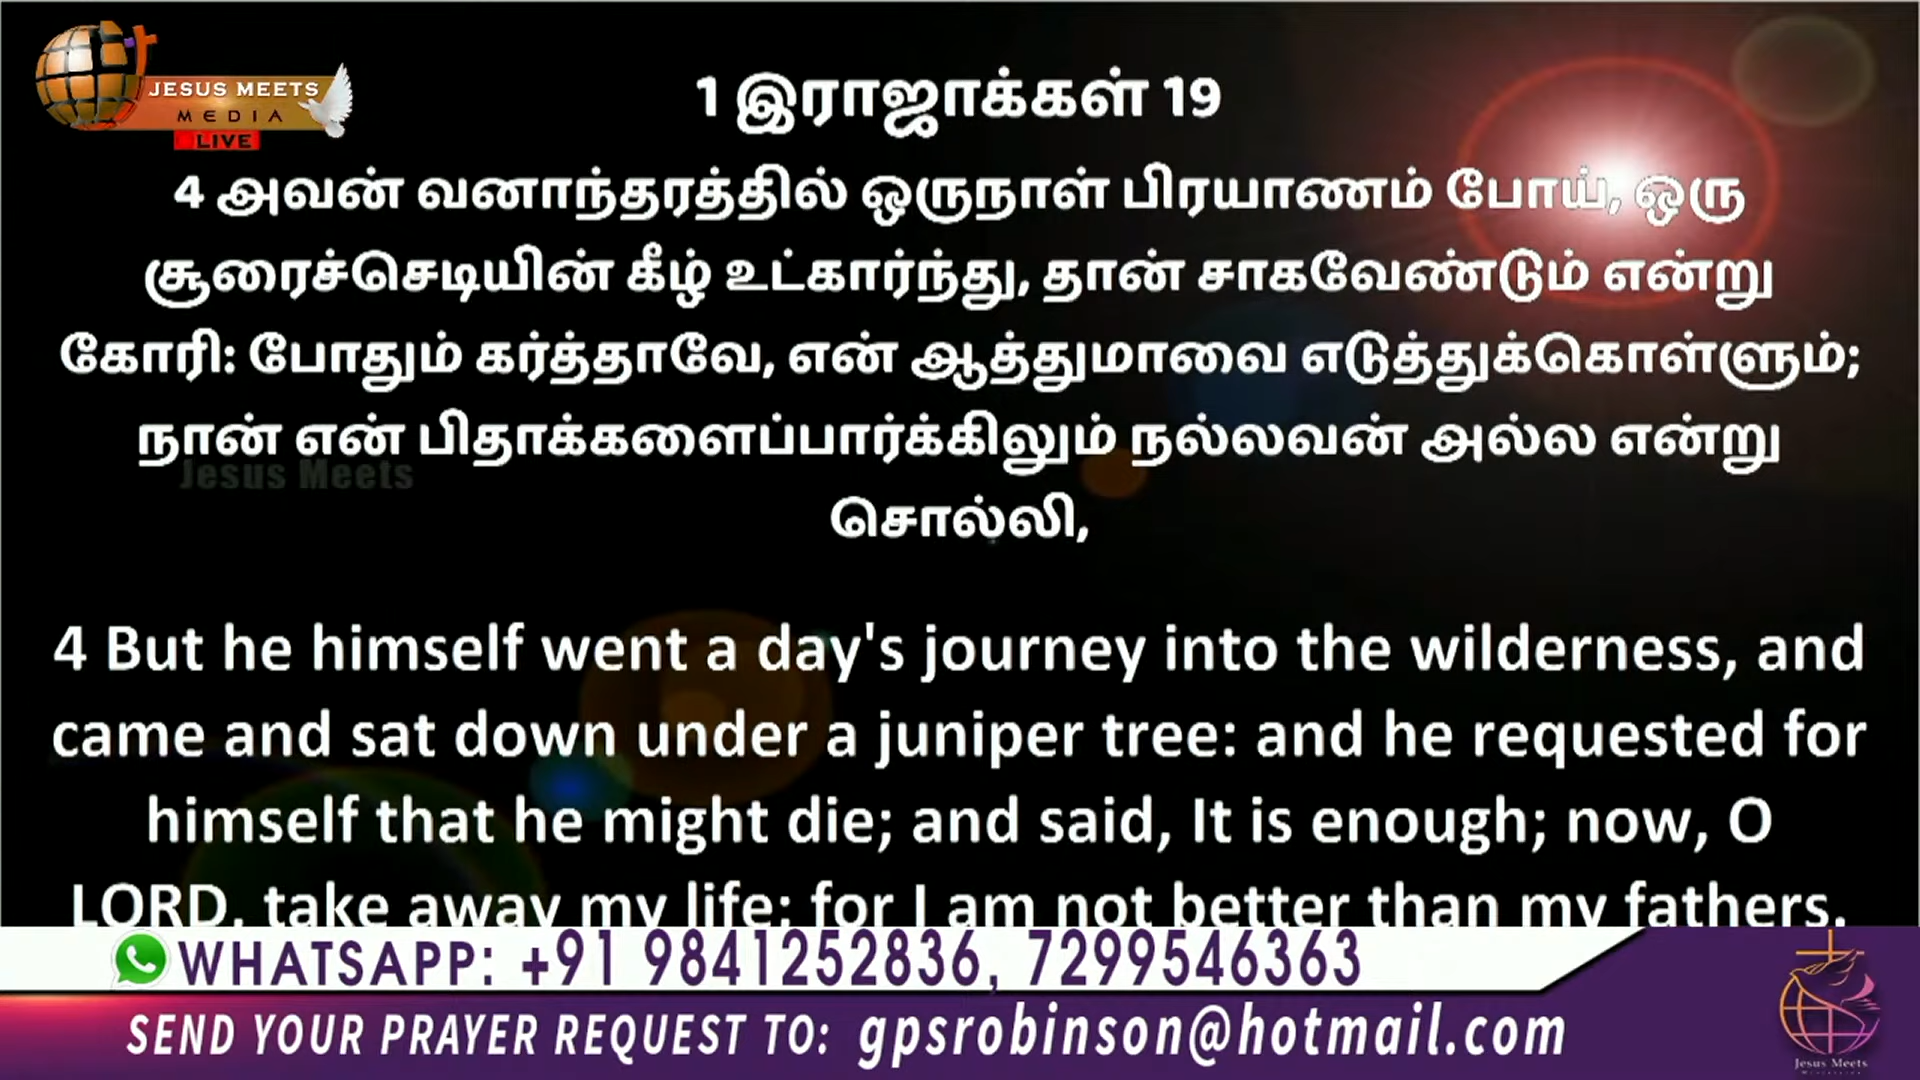 JESUS MEETS
MEDIA
LIVE
1 இராஜாக்கள் 19
4 அவன் வனாந்தரத்தில் ஒருநாள் பிரயாணம் போய், ஒரு
சூரைச்செடியின் கீழ் உட்கார்ந்து, தான் சாகவேண்டும் என்று
கோரி: போதும் கர்த்தாவே, என் ஆத்துமாவை எடுத்துக்கொள்ளும்;
நான் என் பிதாக்களைப்பார்க்கிலும் நல்லவன் அல்ல என்று
Jesus Meets
சொல்லி,
4 But he himself went a day's journey into the wilderness, and
came and sat down under a juniper tree: and he requested for
himself that he might die; and said, It is enough; now, O
LORD, take away my life; for I am not better than my fathers.
WHATSAPP: +91 9841252836, 7299546363
SEND YOUR PRAYER REQUEST TO: gpsrobinson@hotmail.com
Jesus Meets